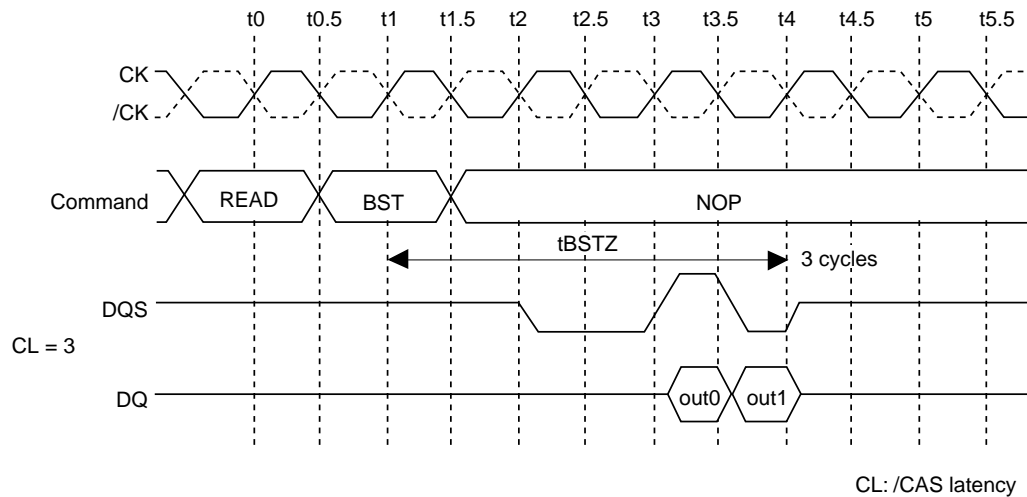 t0 t0.5 t1 t1.5 t2 t2.5 t3 t3.5 t4 t4.5 t5 t5.5
CK
/CK
Command READ BST NOP
tBSTZ
3 cycles
DQS
CL = 3
DQ out0 out1
CL: /CAS latency